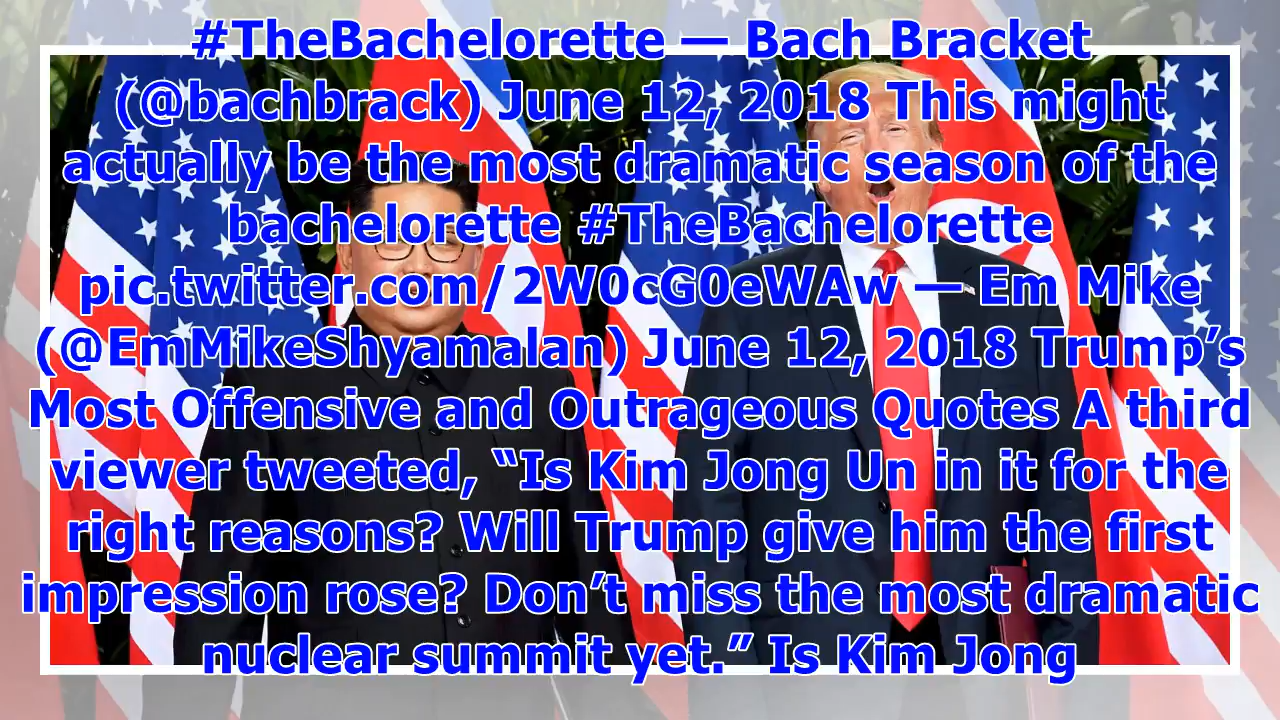 #TheBachelorette — Bach Bracket
(@bachbrack) June 12, 2018 This might
actually be the most dramatic season of the
bachelorette #TheBachelorette
pic.twitter.com/2W0cG0eWAw — Em Mike
(@EmMikeShyamalan) June 12, 2018 Trump’s
Most Offensive and Outrageous Quotes A third
viewer tweeted, “Is Kim Jong Un in it for the
right reasons? Will Trump give him the first
impression rose? Don’t miss the most dramatic
nuclear summit yet.” Is Kim Jong